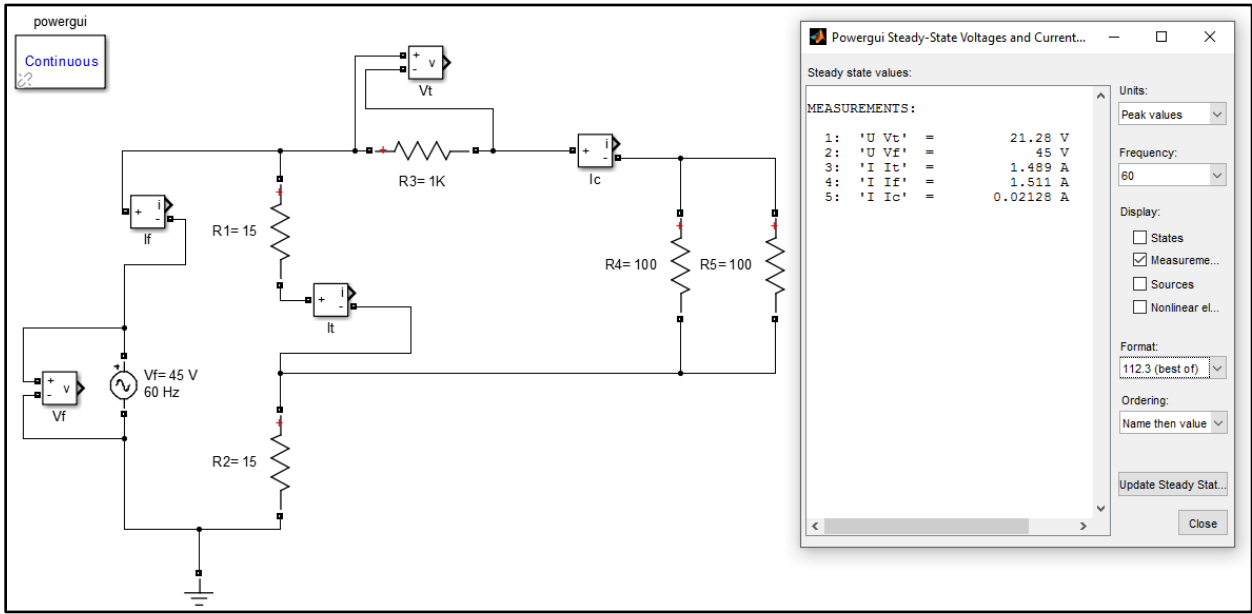 powergui
Continuous
+
-
v
Vt
R3= 1K
+
i
-
Ic
+
i
-
If
R1= 15
+
i
-
It
R4= 100
R5= 100
+
-
v
Vf
Vf= 45 V
60 Hz
R2= 15
Powergui Steady-State Voltages and Current...
Steady state values:
MEASUREMENTS:
1: 'U Vt' = 21.28 V
2: 'U Vf' = 45 V
3: 'I It' = 1.489 A
4: 'I If' = 1.511 A
5: 'I Ic' = 0.02128 A
Units:
Peak values
Frequency:
60
Display:
States
Measureme...
Sources
Nonlinear el...
Format:
112.3 (best of)
Ordering:
Name then value
Update Steady Stat...
Close